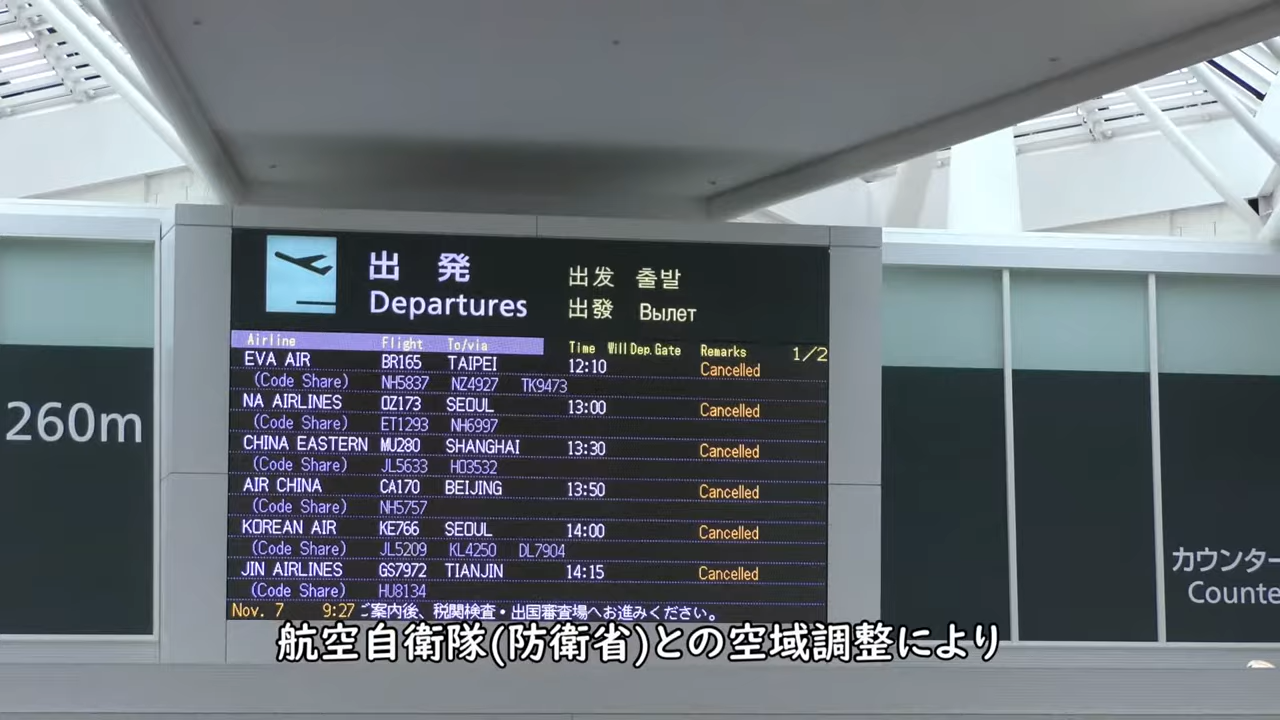 出 発
Departures
出发 출발
出發 Вылет
Airline Flight To/via Time Will Dep. Gate Remarks 1/2
EVA AIR BR165 TAIPEI 12:10 Cancelled
(Code Share) NH5837 NZ4927 TK9473
NA AIRLINES OZ173 SEOUL 13:00 Cancelled
(Code Share) ET1293 NH6997
CHINA EASTERN MU280 SHANGHAI 13:30 Cancelled
(Code Share) JL5633 HO3532
AIR CHINA CA170 BEIJING 13:50 Cancelled
(Code Share) NH5757
KOREAN AIR KE766 SEOUL 14:00 Cancelled
(Code Share) JL5209 KL4250 DL7904
JIN AIRLINES GS7972 TIANJIN 14:15 Cancelled
(Code Share) HU8134
Nov. 7 9:27 ご案内後、税関検査・出国審査場へお進みください。
260m
カウンター
Counte
航空自衛隊(防衛省)との空域調整により